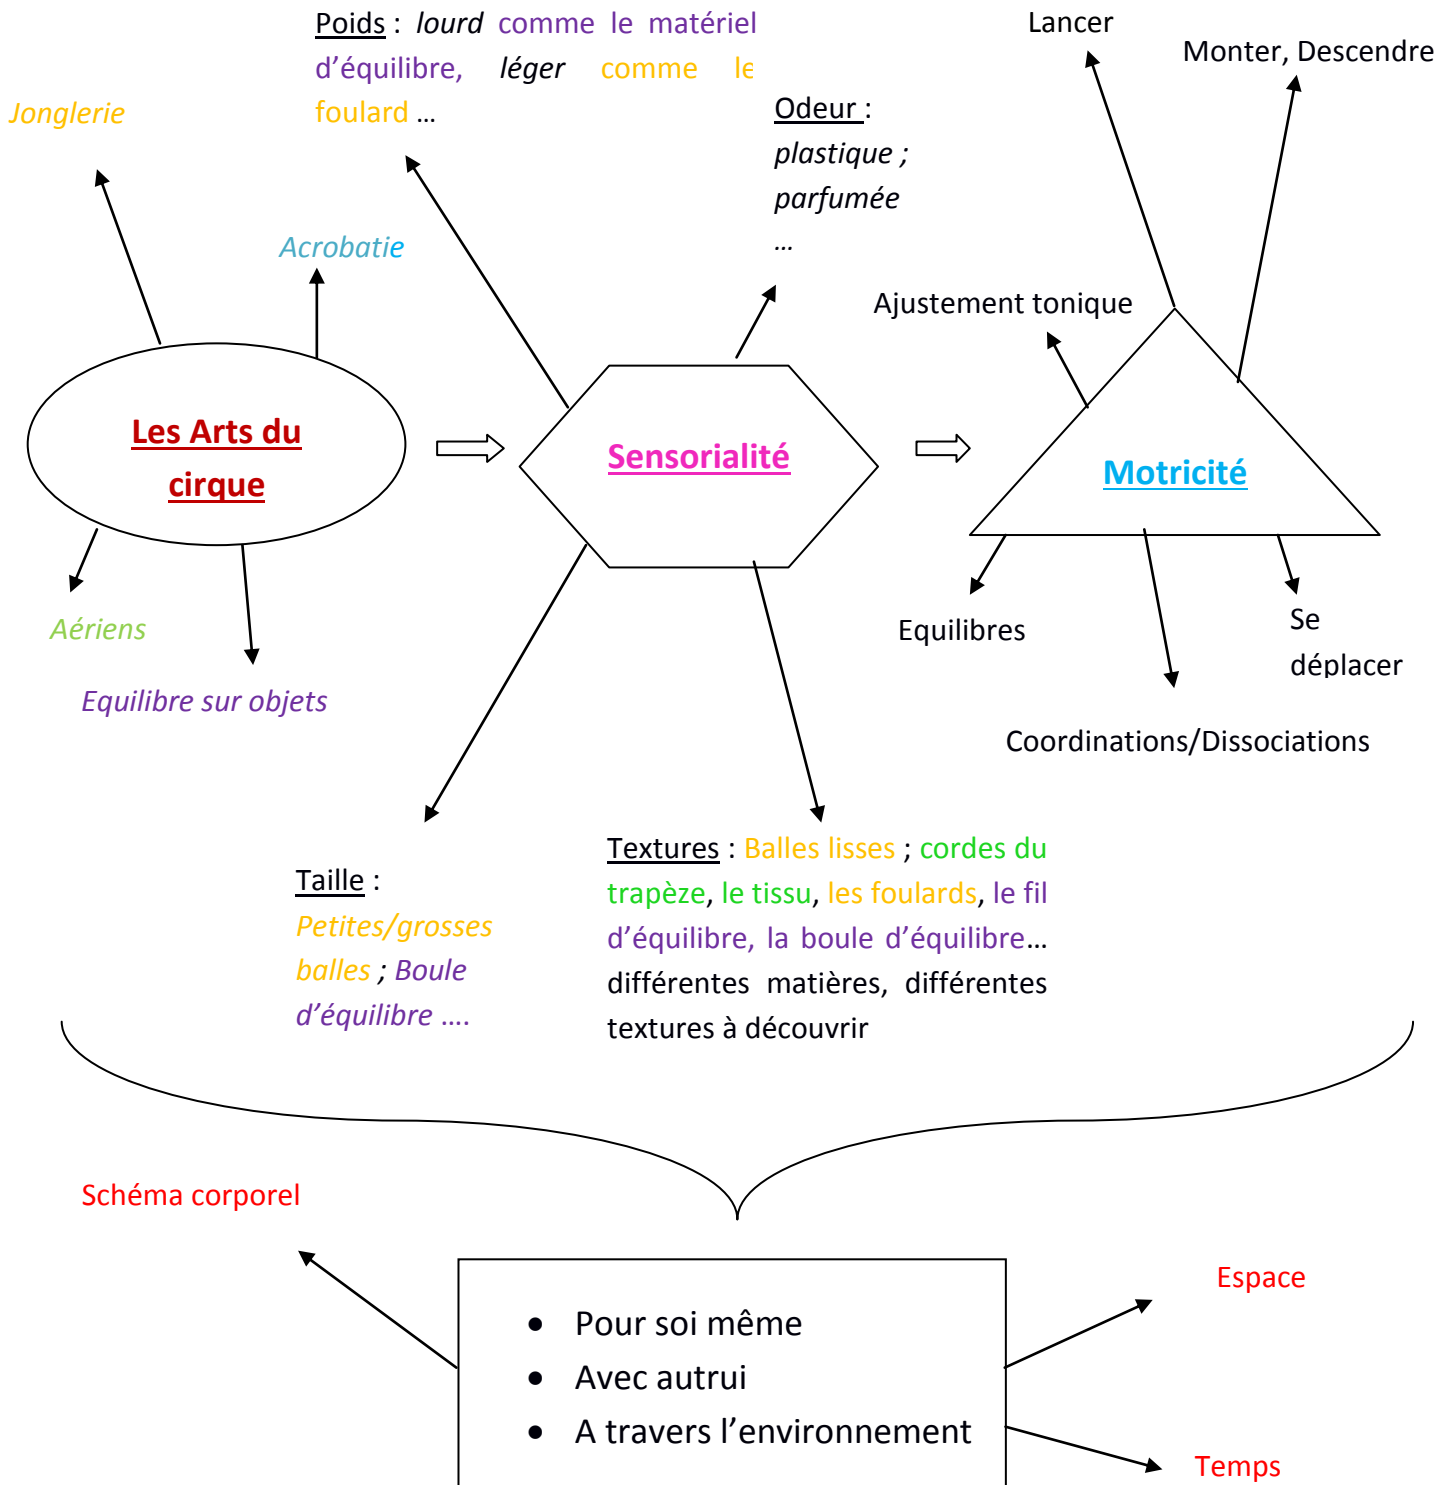 Poids : lourd comme le matériel
d'équilibre, léger comme le
foulard …
Lancer
Monter, Descendre
Jonglerie
Odeur :
plastique ;
parfumée
…
Acrobatie
Ajustement tonique
Les Arts du
cirque
Sensorialité
Motricité
Aériens
Equilibre sur objets
Equilibres
Se
déplacer
Coordinations/Dissociations
Taille :
Petites/grosses
balles ; Boule
d'équilibre ….
Textures : Balles lisses ; cordes du
trapèze, le tissu, les foulards, le fil
d'équilibre, la boule d'équilibre…
différentes matières, différentes
textures à découvrir
Schéma corporel
Espace
• Pour soi même
• Avec autrui
• A travers l'environnement
Temps